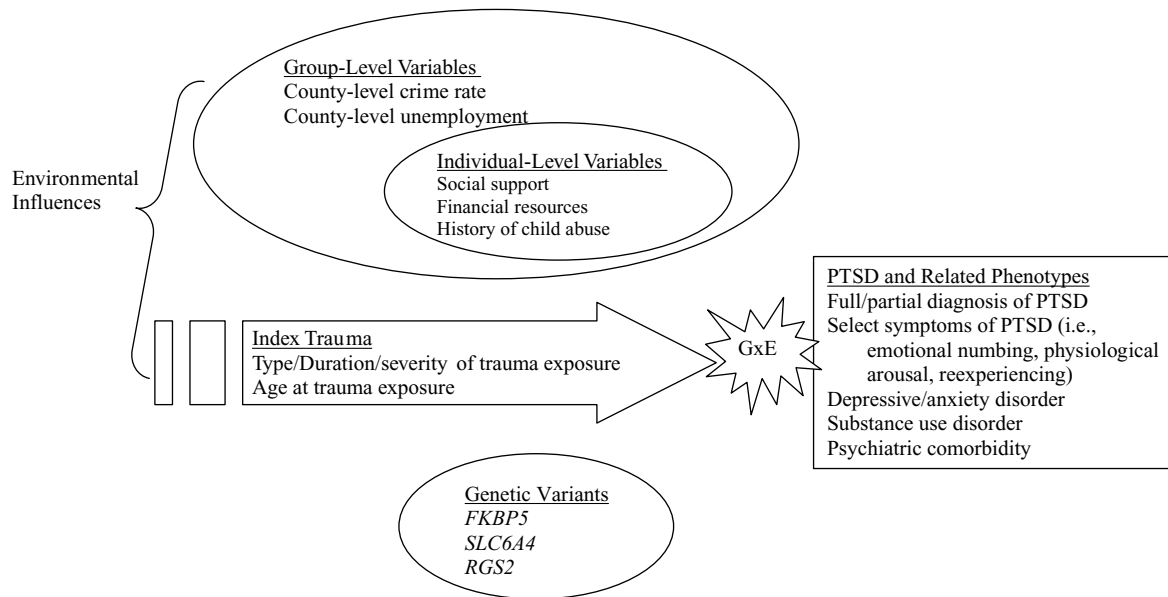 Group-Level Variables
County-level crime rate
County-level unemployment
Individual-Level Variables
Social support
Financial resources
History of child abuse
Environmental
Influences
Index Trauma
Type/Duration/severity of trauma exposure
Age at trauma exposure
GxE
PTSD and Related Phenotypes
Full/partial diagnosis of PTSD
Select symptoms of PTSD (i.e.,
emotional numbing, physiological
arousal, reexperiencing)
Depressive/anxiety disorder
Substance use disorder
Psychiatric comorbidity
Genetic Variants
FKBP5
SLC6A4
RGS2